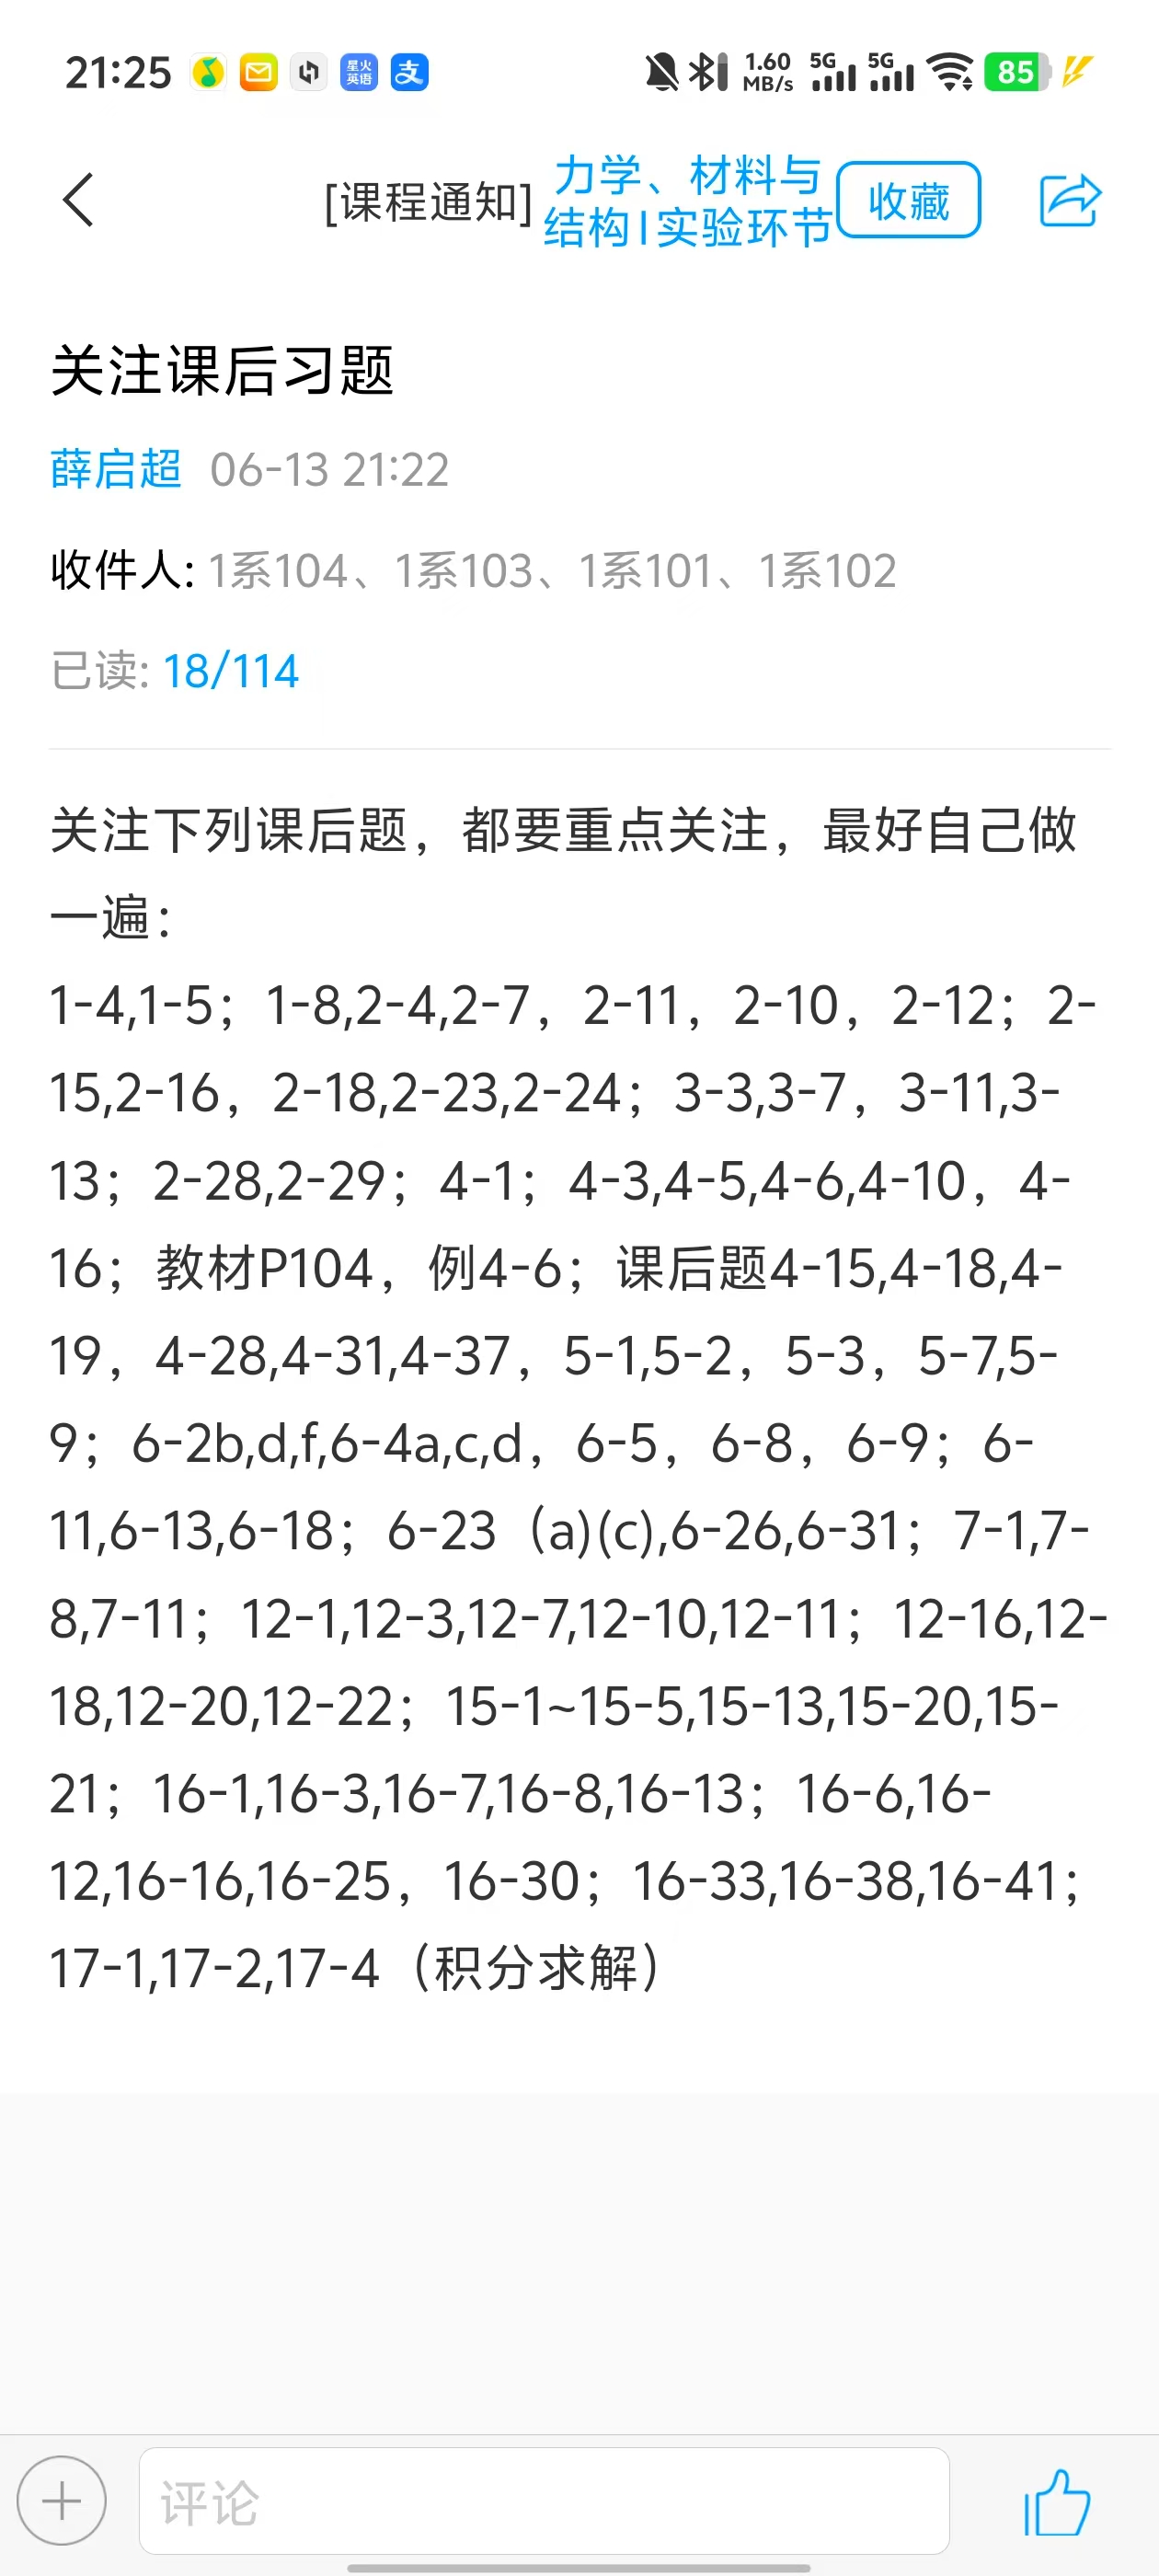 21:25 星火英语 支 1.60 MB/s 5G 5G 85
[课程通知] 力学、材料与
结构I实验环节 收藏
关注课后习题
薛启超 06-13 21:22
收件人: 1系104、1系103、1系101、1系102
已读: 18/114
关注下列课后题，都要重点关注，最好自己做
一遍：
1-4,1-5；1-8,2-4,2-7，2-11，2-10，2-12；2-
15,2-16，2-18,2-23,2-24；3-3,3-7，3-11,3-
13；2-28,2-29；4-1；4-3,4-5,4-6,4-10，4-
16；教材P104，例4-6；课后题4-15,4-18,4-
19，4-28,4-31,4-37，5-1,5-2，5-3，5-7,5-
9；6-2b,d,f,6-4a,c,d，6-5，6-8，6-9；6-
11,6-13,6-18；6-23（a)(c),6-26,6-31；7-1,7-
8,7-11；12-1,12-3,12-7,12-10,12-11；12-16,12-
18,12-20,12-22；15-1~15-5,15-13,15-20,15-
21；16-1,16-3,16-7,16-8,16-13；16-6,16-
12,16-16,16-25，16-30；16-33,16-38,16-41；
17-1,17-2,17-4（积分求解）
评论